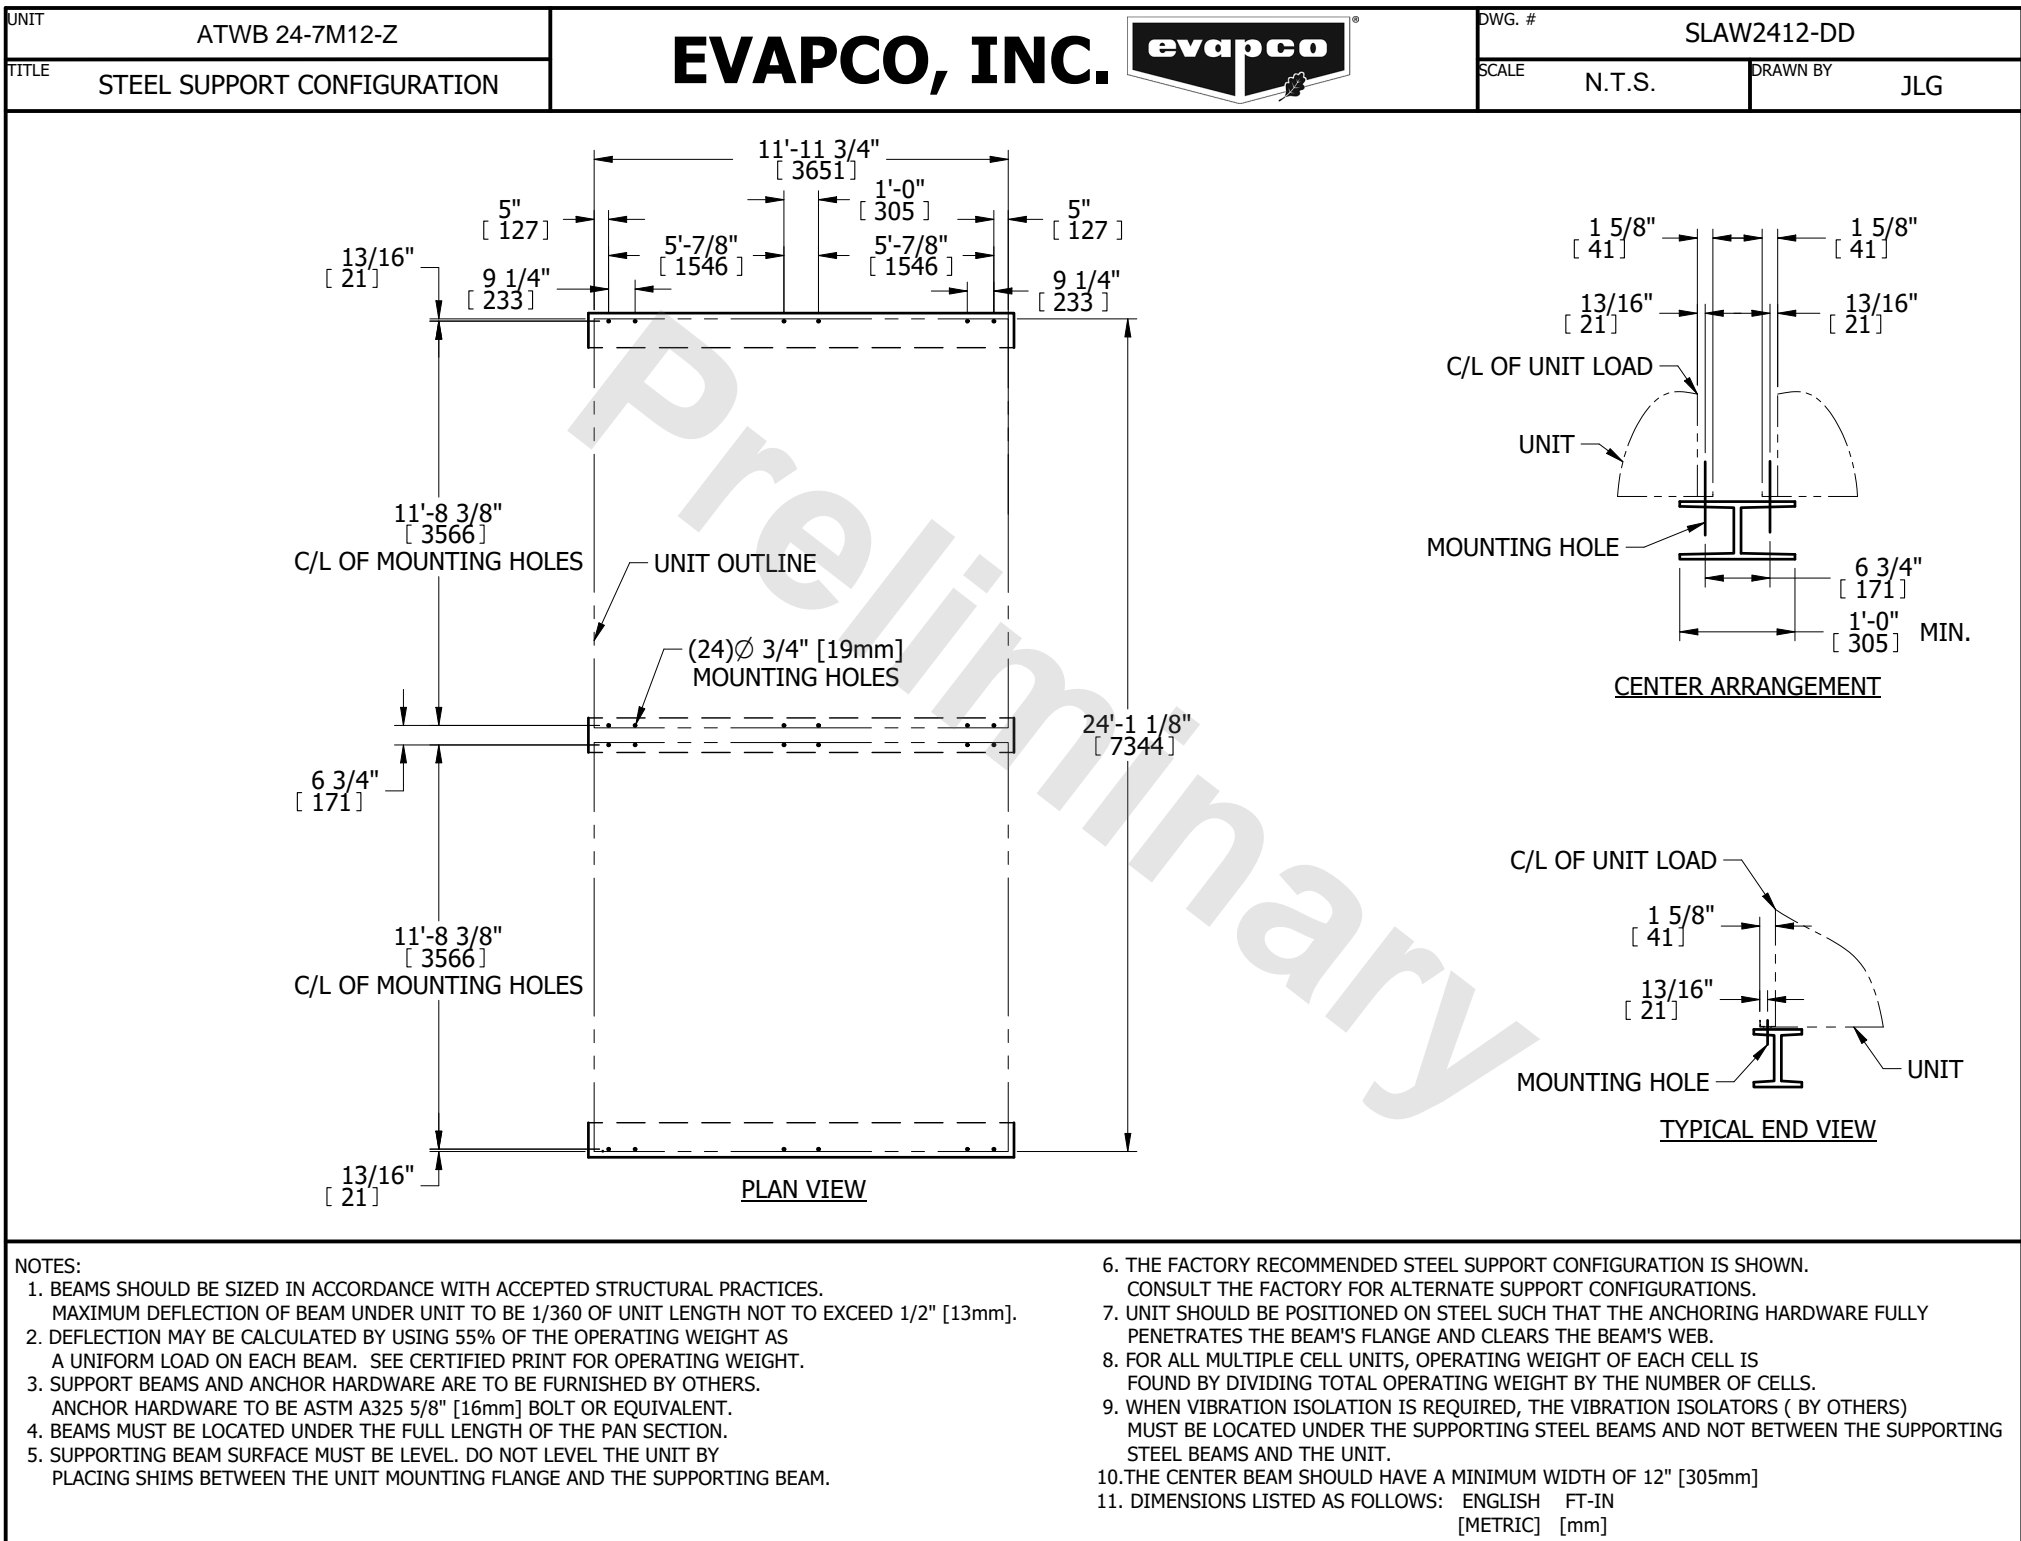 UNIT
ATWB 24-7M12-Z
TITLE
STEEL SUPPORT CONFIGURATION
EVAPCO, INC.
evapco
®
DWG. #
SLAW2412-DD
SCALE
N.T.S.
DRAWN BY
JLG
11'-11 3/4"
[ 3651 ]
1'-0"
[ 305 ]
5"
[ 127 ]
5"
[ 127 ]
5'-7/8"
[ 1546 ]
5'-7/8"
[ 1546 ]
13/16"
[ 21 ]
9 1/4"
[ 233 ]
9 1/4"
[ 233 ]
11'-8 3/8"
[ 3566 ]
C/L OF MOUNTING HOLES
UNIT OUTLINE
(24)∅ 3/4" [19mm]
MOUNTING HOLES
24'-1 1/8"
[ 7344 ]
6 3/4"
[ 171 ]
11'-8 3/8"
[ 3566 ]
C/L OF MOUNTING HOLES
13/16"
[ 21 ]
PLAN VIEW
Preliminary
1 5/8"
[ 41 ]
1 5/8"
[ 41 ]
13/16"
[ 21 ]
13/16"
[ 21 ]
C/L OF UNIT LOAD
UNIT
MOUNTING HOLE
6 3/4"
[ 171 ]
1'-0"
[ 305 ] MIN.
CENTER ARRANGEMENT
C/L OF UNIT LOAD
1 5/8"
[ 41 ]
13/16"
[ 21 ]
MOUNTING HOLE
UNIT
TYPICAL END VIEW
NOTES:
1. BEAMS SHOULD BE SIZED IN ACCORDANCE WITH ACCEPTED STRUCTURAL PRACTICES.
MAXIMUM DEFLECTION OF BEAM UNDER UNIT TO BE 1/360 OF UNIT LENGTH NOT TO EXCEED 1/2" [13mm].
2. DEFLECTION MAY BE CALCULATED BY USING 55% OF THE OPERATING WEIGHT AS
A UNIFORM LOAD ON EACH BEAM. SEE CERTIFIED PRINT FOR OPERATING WEIGHT.
3. SUPPORT BEAMS AND ANCHOR HARDWARE ARE TO BE FURNISHED BY OTHERS.
ANCHOR HARDWARE TO BE ASTM A325 5/8" [16mm] BOLT OR EQUIVALENT.
4. BEAMS MUST BE LOCATED UNDER THE FULL LENGTH OF THE PAN SECTION.
5. SUPPORTING BEAM SURFACE MUST BE LEVEL. DO NOT LEVEL THE UNIT BY
PLACING SHIMS BETWEEN THE UNIT MOUNTING FLANGE AND THE SUPPORTING BEAM.
6. THE FACTORY RECOMMENDED STEEL SUPPORT CONFIGURATION IS SHOWN.
CONSULT THE FACTORY FOR ALTERNATE SUPPORT CONFIGURATIONS.
7. UNIT SHOULD BE POSITIONED ON STEEL SUCH THAT THE ANCHORING HARDWARE FULLY
PENETRATES THE BEAM'S FLANGE AND CLEARS THE BEAM'S WEB.
8. FOR ALL MULTIPLE CELL UNITS, OPERATING WEIGHT OF EACH CELL IS
FOUND BY DIVIDING TOTAL OPERATING WEIGHT BY THE NUMBER OF CELLS.
9. WHEN VIBRATION ISOLATION IS REQUIRED, THE VIBRATION ISOLATORS ( BY OTHERS)
MUST BE LOCATED UNDER THE SUPPORTING STEEL BEAMS AND NOT BETWEEN THE SUPPORTING
STEEL BEAMS AND THE UNIT.
10.THE CENTER BEAM SHOULD HAVE A MINIMUM WIDTH OF 12" [305mm]
11. DIMENSIONS LISTED AS FOLLOWS: ENGLISH FT-IN
[METRIC] [mm]